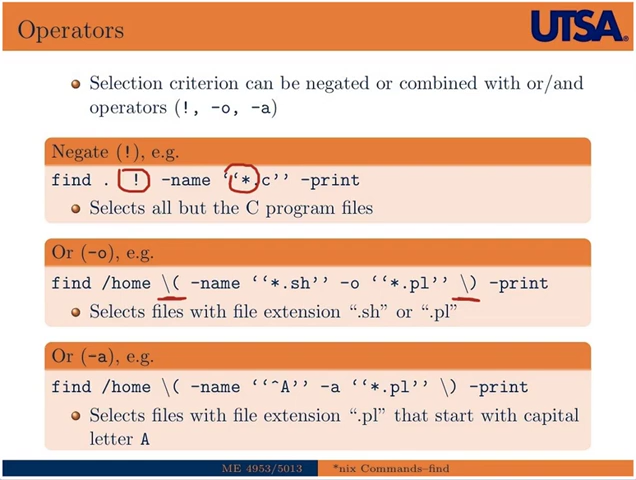 Operators
UTSA
Selection criterion can be negated or combined with or/and
operators (!, -o, -a)
Negate (!), e.g.
find . ! -name ‘‘*.c’’ -print
Selects all but the C program files
Or (-o), e.g.
find /home \( -name ‘‘*.sh’’ -o ‘‘*.pl’’ \) -print
Selects files with file extension “.sh” or “.pl”
Or (-a), e.g.
find /home \( -name ‘‘^A’’ -a ‘‘*.pl’’ \) -print
Selects files with file extension “.pl” that start with capital
letter A
ME 4953/5013 *nix Commands–find